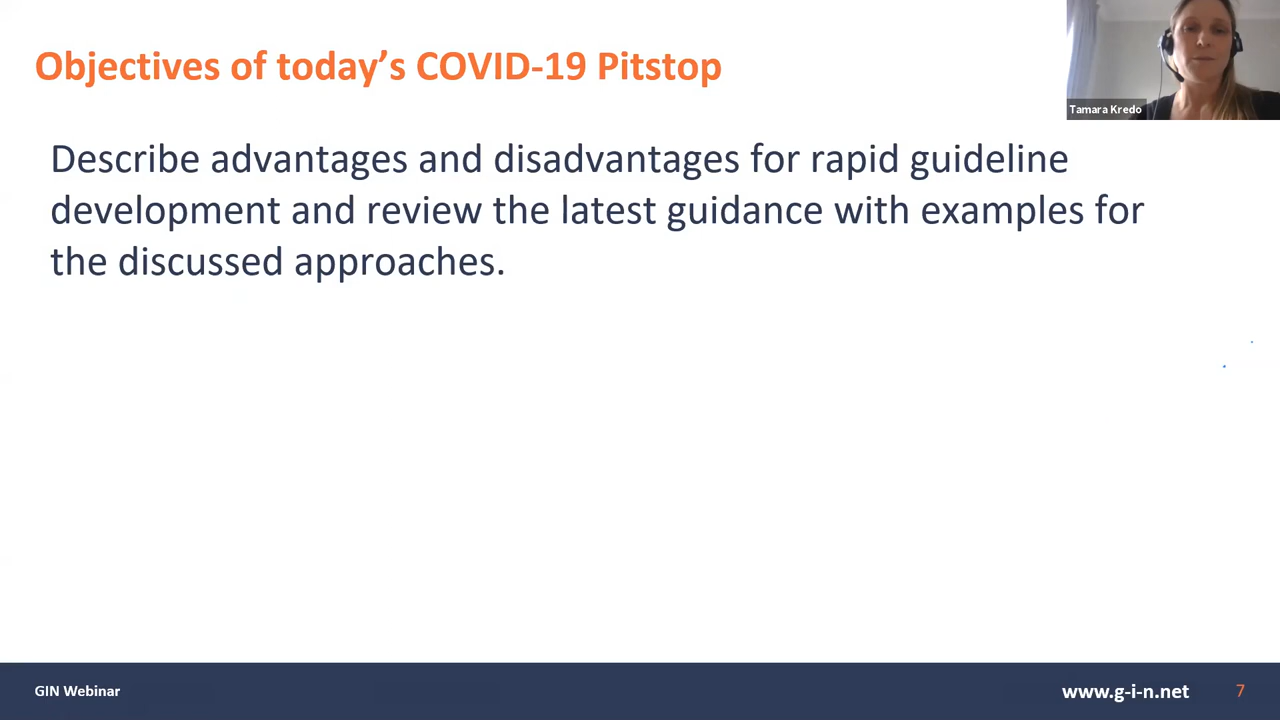 Objectives of today's COVID-19 Pitstop
Tamara Kredo
Describe advantages and disadvantages for rapid guideline
development and review the latest guidance with examples for
the discussed approaches.
GIN Webinar
www.g-i-n.net
7